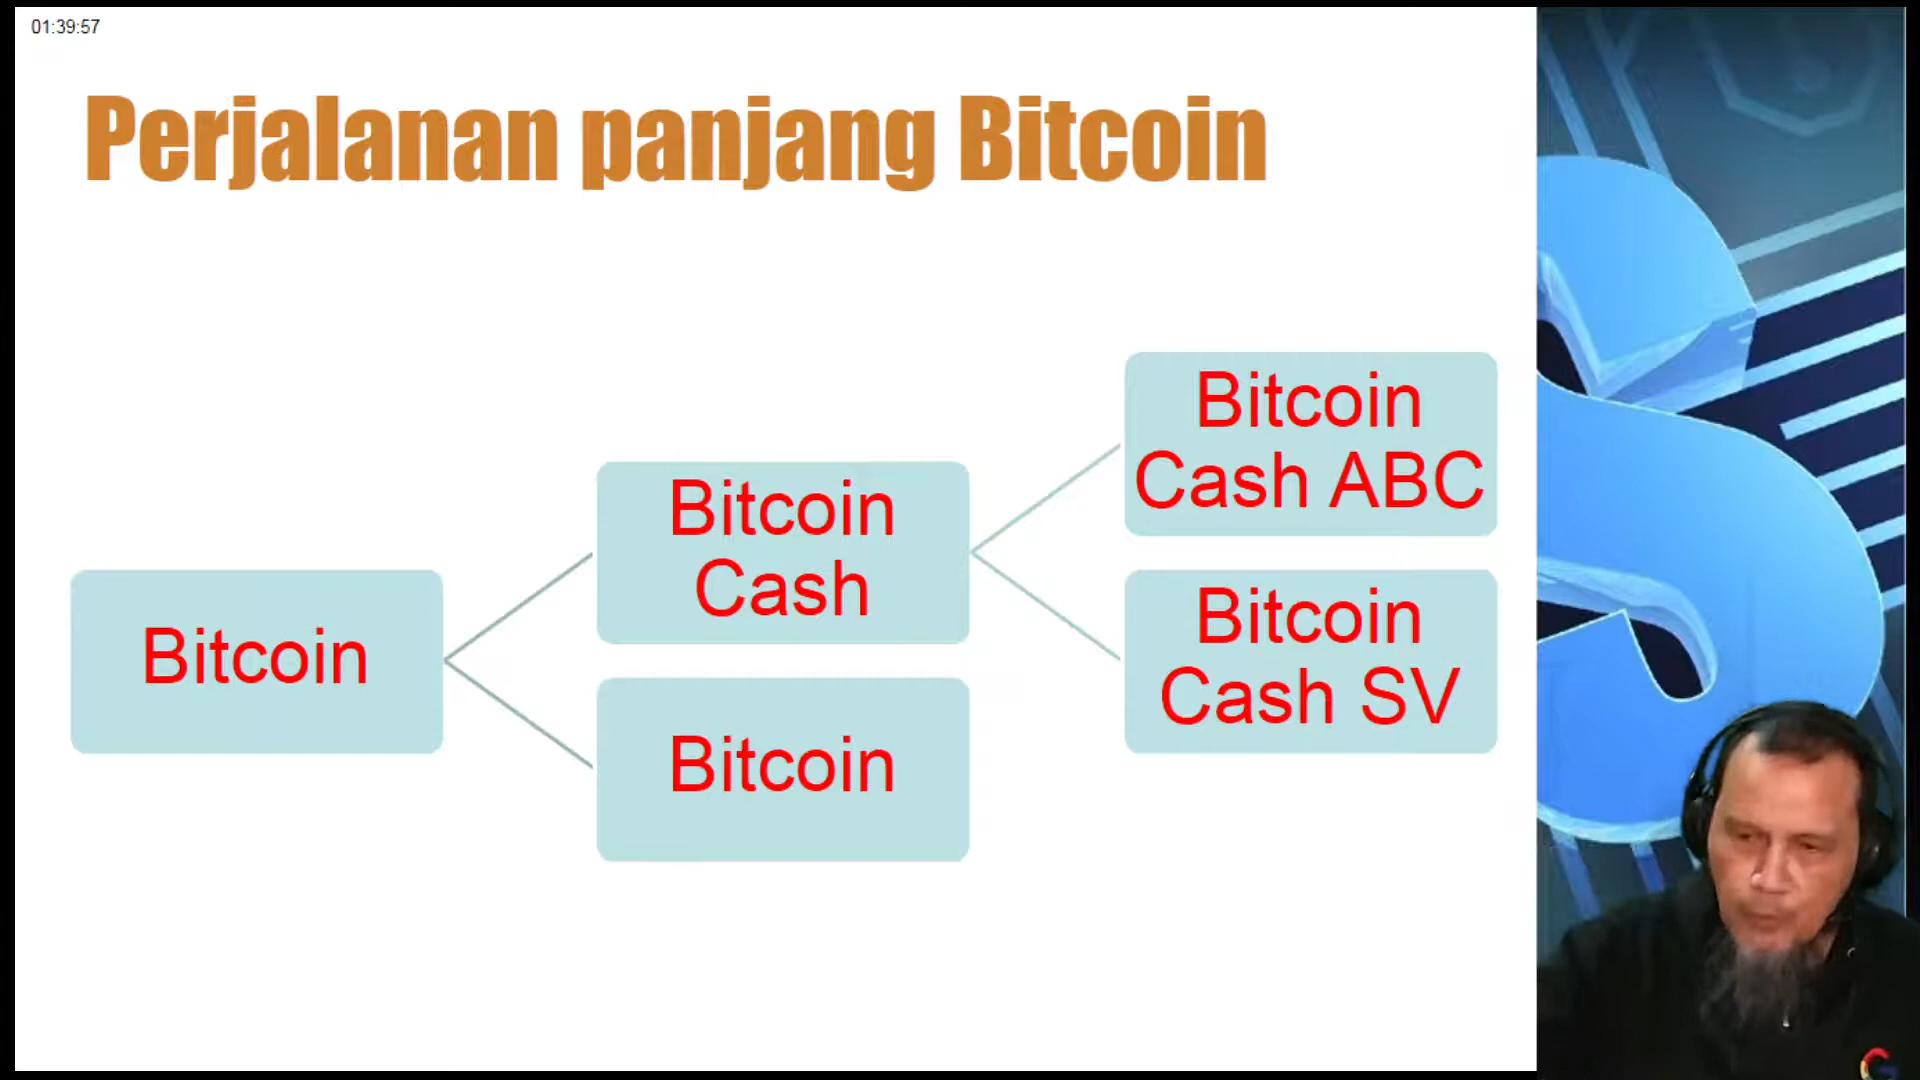 01:39:57
Perjalanan panjang Bitcoin
Bitcoin
Bitcoin
Cash
Bitcoin
Bitcoin
Cash ABC
Bitcoin
Cash SV